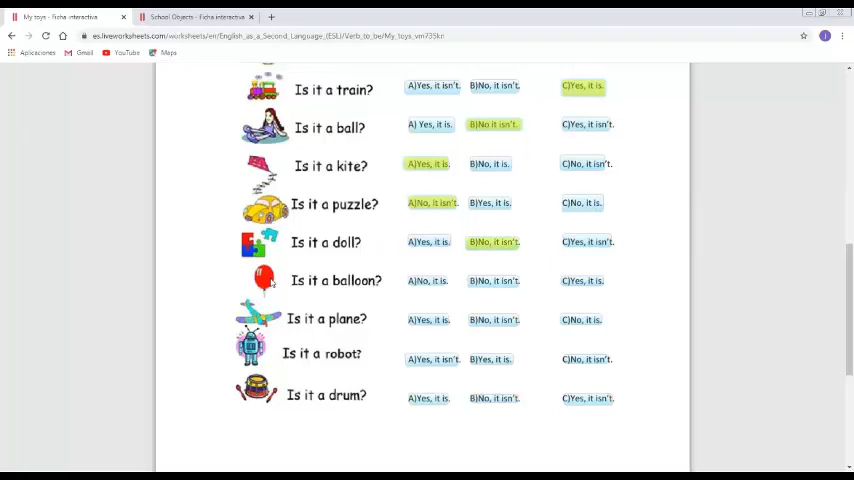 My toys - Ficha interactiva
School Objects - Ficha interactiva
es.liveworksheets.com/worksheets/en/English_as_a_Second_Language_(ESL)/Verb_to_be/My_toys_vm735kn
Aplicaciones Gmail YouTube Maps
Is it a train? A)Yes, it isn't. B)No, it isn't. C)Yes, it is.
Is it a ball? A) Yes, it is. B)No it isn't. C)Yes, it isn't.
Is it a kite? A)Yes, it is. B)No, it is. C)No, it isn't.
Is it a puzzle? A)No, it isn't. B)Yes, it is. C)No, it is.
Is it a doll? A)Yes, it is. B)No, it isn't. C)Yes, it isn't.
Is it a balloon? A)No, it is. B)No, it isn't. C)Yes, it is.
Is it a plane? A)Yes, it is. B)No, it isn't. C)No, it is.
Is it a robot? A)Yes, it isn't. B)Yes, it is. C)No, it isn't.
Is it a drum? A)Yes, it is. B)No, it isn't. C)Yes, it isn't.